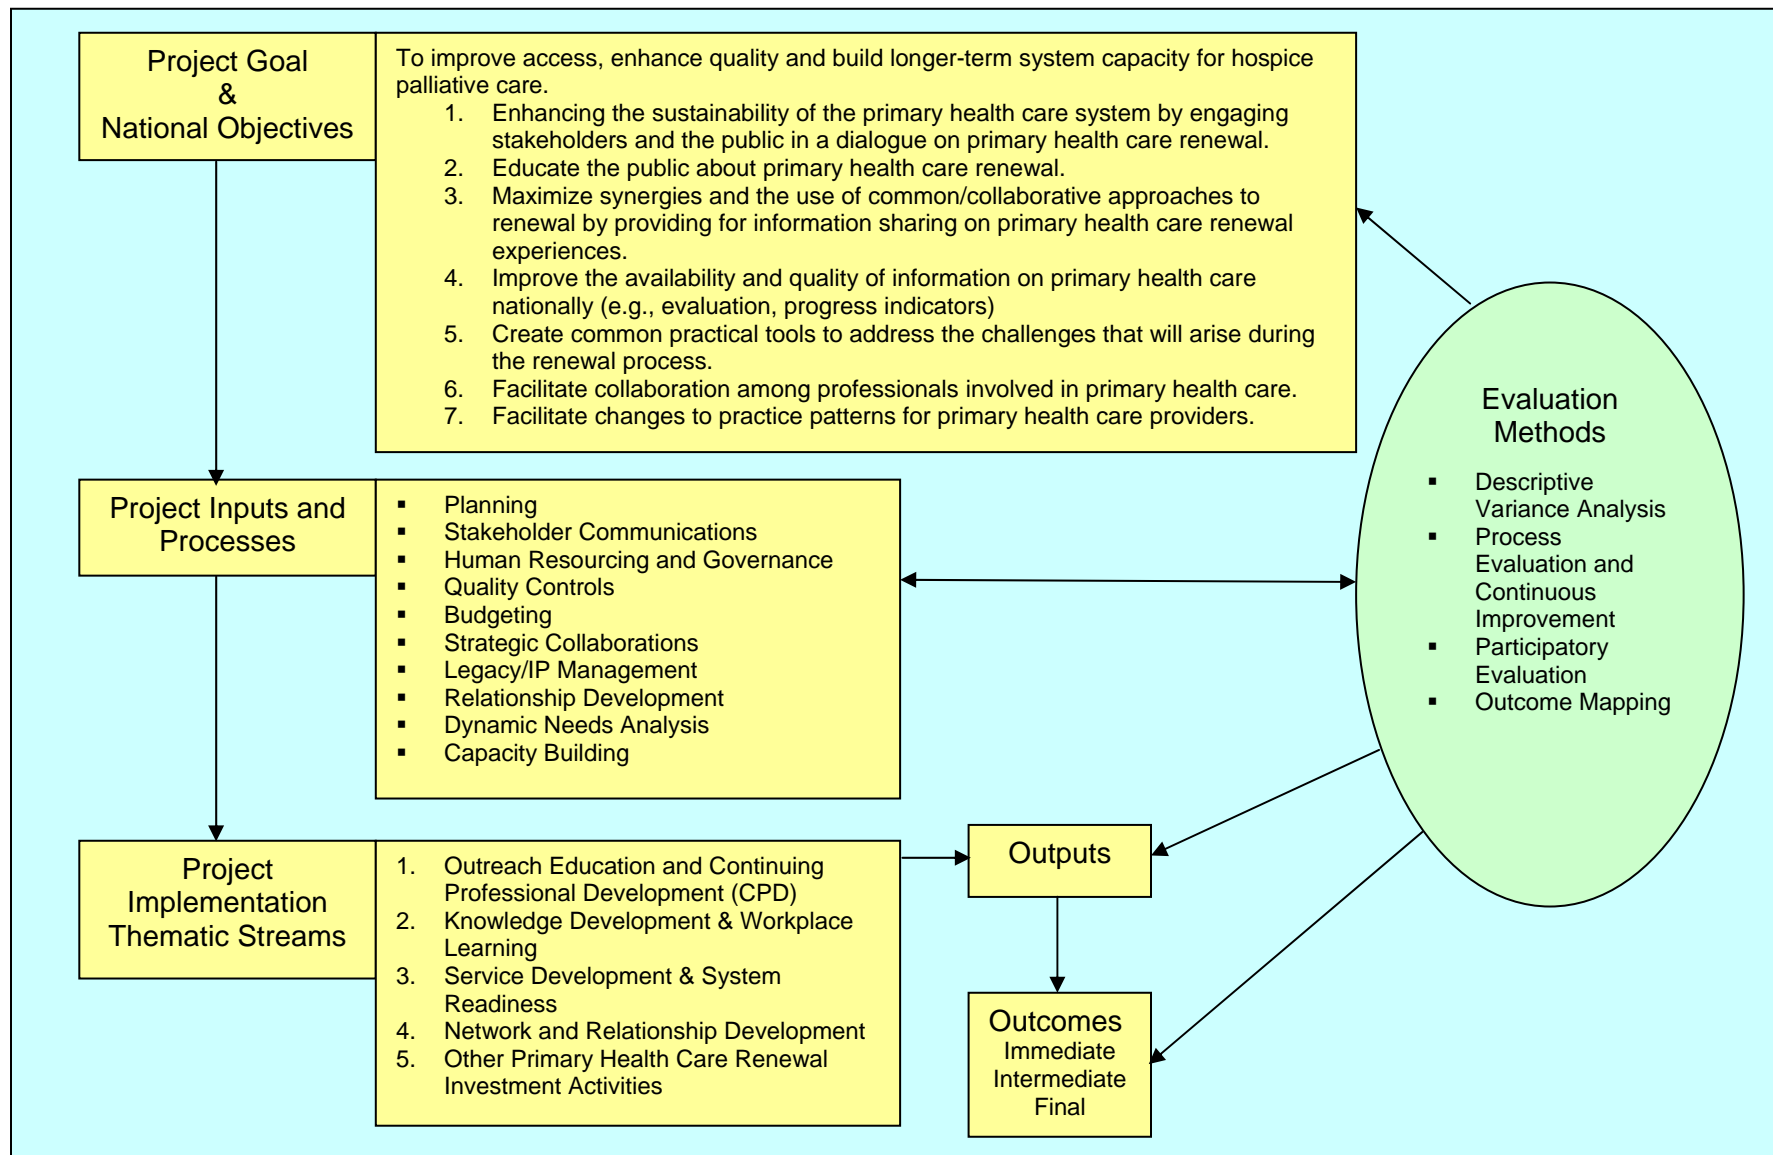 Project Goal
&
National Objectives
To improve access, enhance quality and build longer-term system capacity for hospice
palliative care.
1. Enhancing the sustainability of the primary health care system by engaging
stakeholders and the public in a dialogue on primary health care renewal.
2. Educate the public about primary health care renewal.
3. Maximize synergies and the use of common/collaborative approaches to
renewal by providing for information sharing on primary health care renewal
experiences.
4. Improve the availability and quality of information on primary health care
nationally (e.g., evaluation, progress indicators)
5. Create common practical tools to address the challenges that will arise during
the renewal process.
6. Facilitate collaboration among professionals involved in primary health care.
7. Facilitate changes to practice patterns for primary health care providers.
Project Inputs and
Processes
▪ Planning
▪ Stakeholder Communications
▪ Human Resourcing and Governance
▪ Quality Controls
▪ Budgeting
▪ Strategic Collaborations
▪ Legacy/IP Management
▪ Relationship Development
▪ Dynamic Needs Analysis
▪ Capacity Building
Project
Implementation
Thematic Streams
1. Outreach Education and Continuing
Professional Development (CPD)
2. Knowledge Development & Workplace
Learning
3. Service Development & System
Readiness
4. Network and Relationship Development
5. Other Primary Health Care Renewal
Investment Activities
Outputs
Outcomes
Immediate
Intermediate
Final
Evaluation
Methods
▪ Descriptive
Variance Analysis
▪ Process
Evaluation and
Continuous
Improvement
▪ Participatory
Evaluation
▪ Outcome Mapping